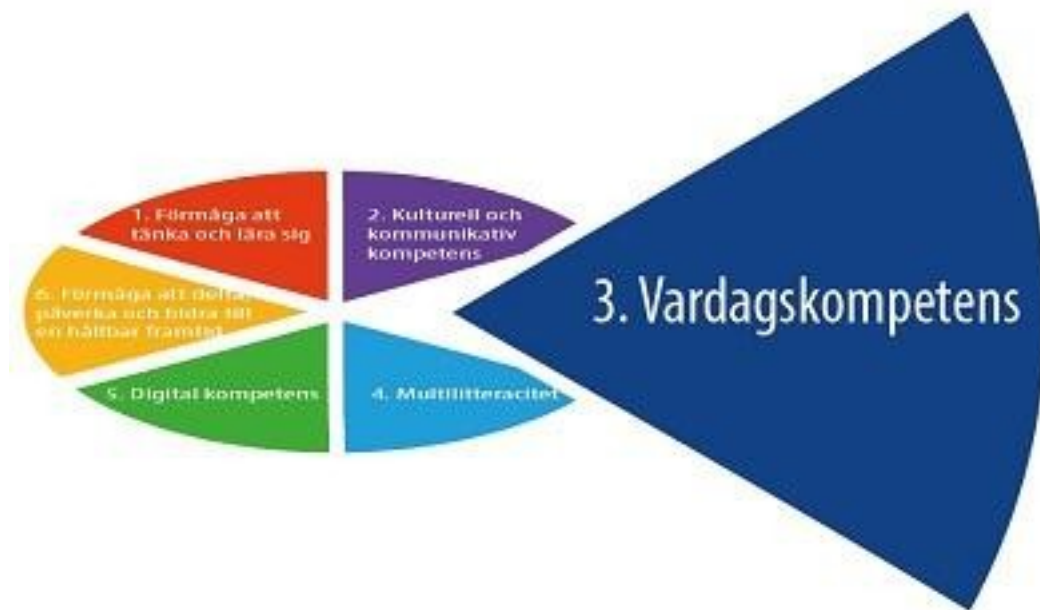 1. Förmåga att
tänka och lära sig
2. Kulturell och
kommunikativ
kompetens
3. Vardagskompetens
4. Multilitteracitet
5. Digital kompetens
6. Förmåga att delta,
påverka och bidra till
en hållbar framtid